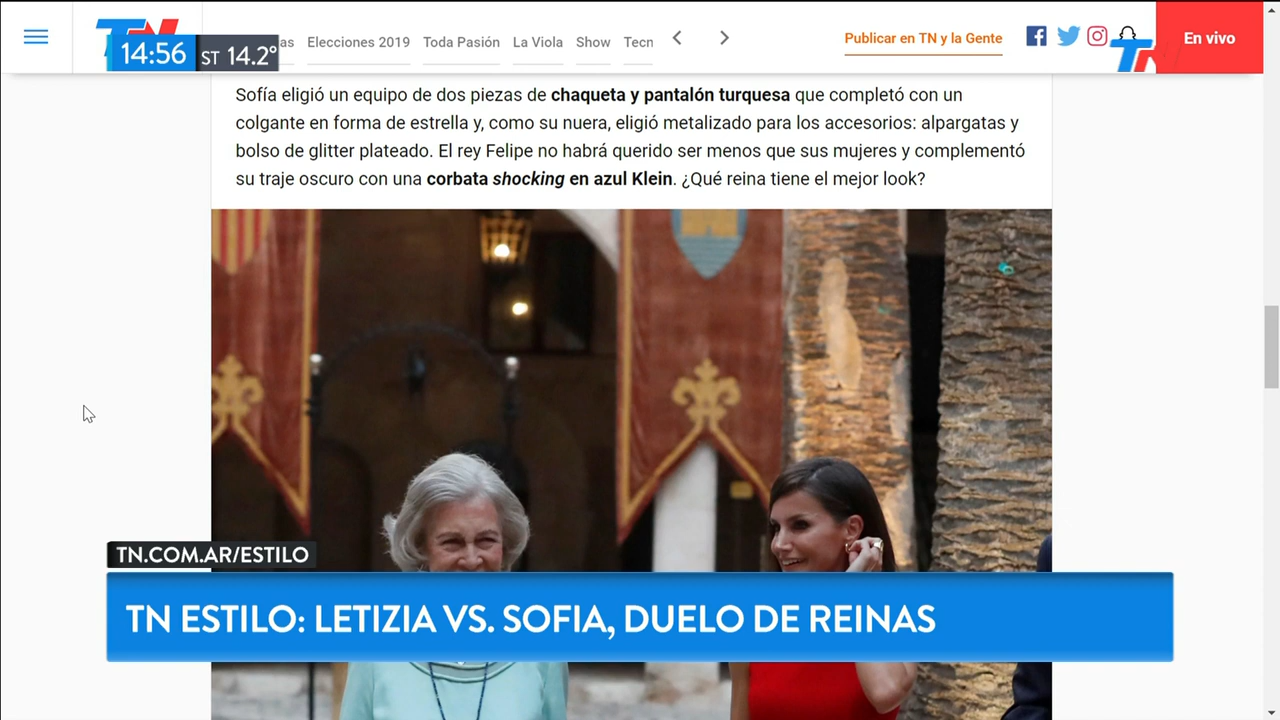 TN
14:56 ST 14.2°
as Elecciones 2019 Toda Pasión La Viola Show Tecn
Publicar en TN y la Gente
TN
En vivo
Sofía eligió un equipo de dos piezas de chaqueta y pantalón turquesa que completó con un
colgante en forma de estrella y, como su nuera, eligió metalizado para los accesorios: alpargatas y
bolso de glitter plateado. El rey Felipe no habrá querido ser menos que sus mujeres y complementó
su traje oscuro con una corbata shocking en azul Klein. ¿Qué reina tiene el mejor look?
TN.COM.AR/ESTILO
TN ESTILO: LETIZIA VS. SOFIA, DUELO DE REINAS